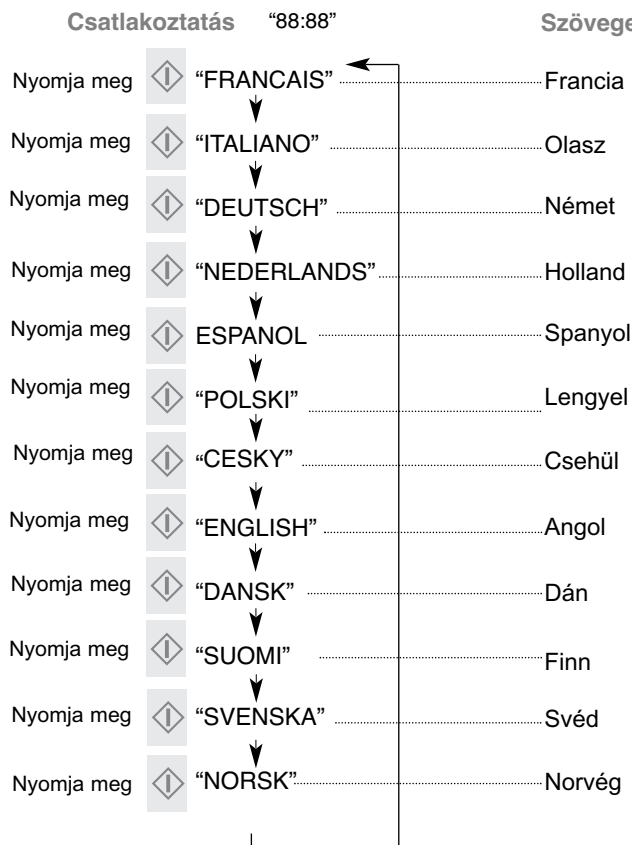 Csatlakoztatás “88:88” Szövege
Nyomja meg “FRANCAIS” Francia
Nyomja meg “ITALIANO” Olasz
Nyomja meg “DEUTSCH” Német
Nyomja meg “NEDERLANDS” Holland
Nyomja meg ESPANOL Spanyol
Nyomja meg “POLSKI” Lengyel
Nyomja meg “CESKY” Csehül
Nyomja meg “ENGLISH” Angol
Nyomja meg “DANSK” Dán
Nyomja meg “SUOMI” Finn
Nyomja meg “SVENSKA” Svéd
Nyomja meg “NORSK” Norvég